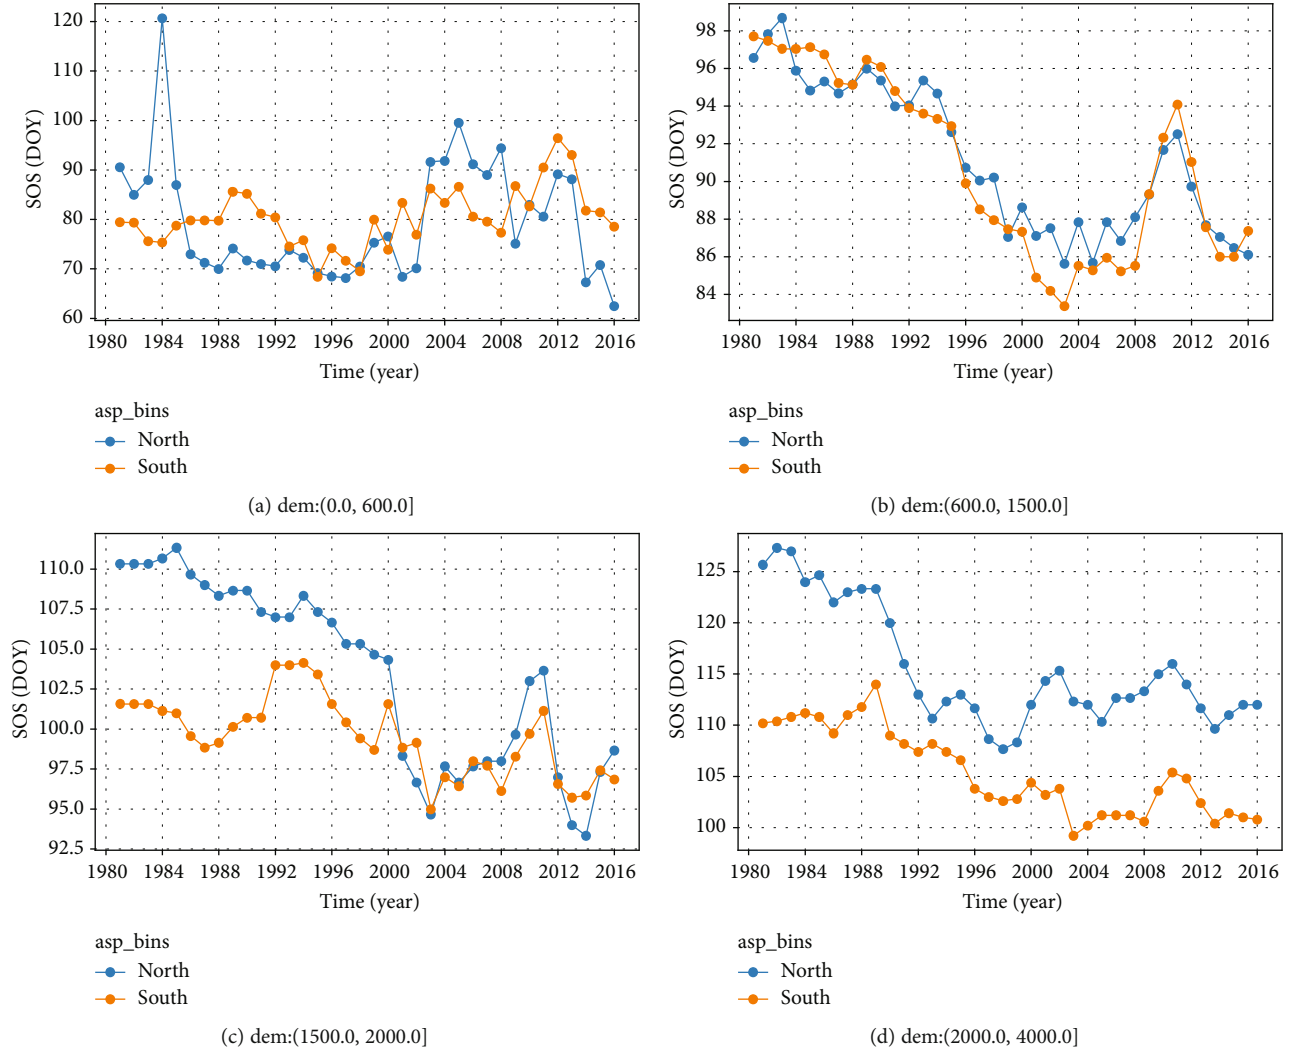 120
110
100
90
80
70
60
SOS (DOY)
1980 1984 1988 1992 1996 2000 2004 2008 2012 2016
Time (year)
asp_bins
North
South
(a) dem:(0.0, 600.0]
98
96
94
92
90
88
86
84
SOS (DOY)
1980 1984 1988 1992 1996 2000 2004 2008 2012 2016
Time (year)
asp_bins
North
South
(b) dem:(600.0, 1500.0]
110.0
107.5
105.0
102.5
100.0
97.5
95.0
92.5
SOS (DOY)
1980 1984 1988 1992 1996 2000 2004 2008 2012 2016
Time (year)
asp_bins
North
South
(c) dem:(1500.0, 2000.0]
125
120
115
110
105
100
SOS (DOY)
1980 1984 1988 1992 1996 2000 2004 2008 2012 2016
Time (year)
asp_bins
North
South
(d) dem:(2000.0, 4000.0]